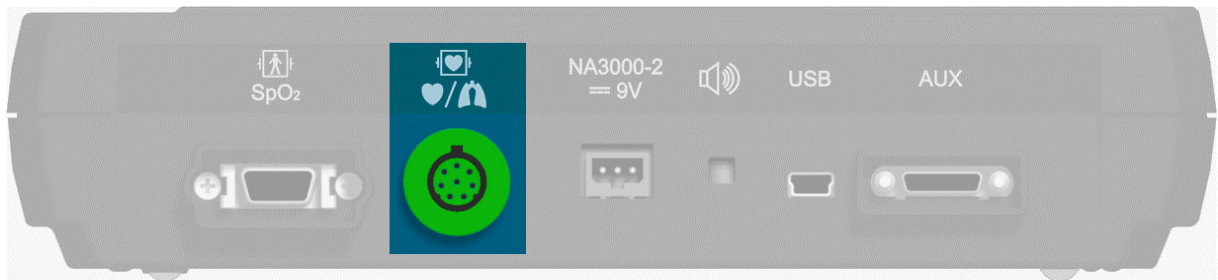 SpO₂
NA3000-2
9V
USB
AUX